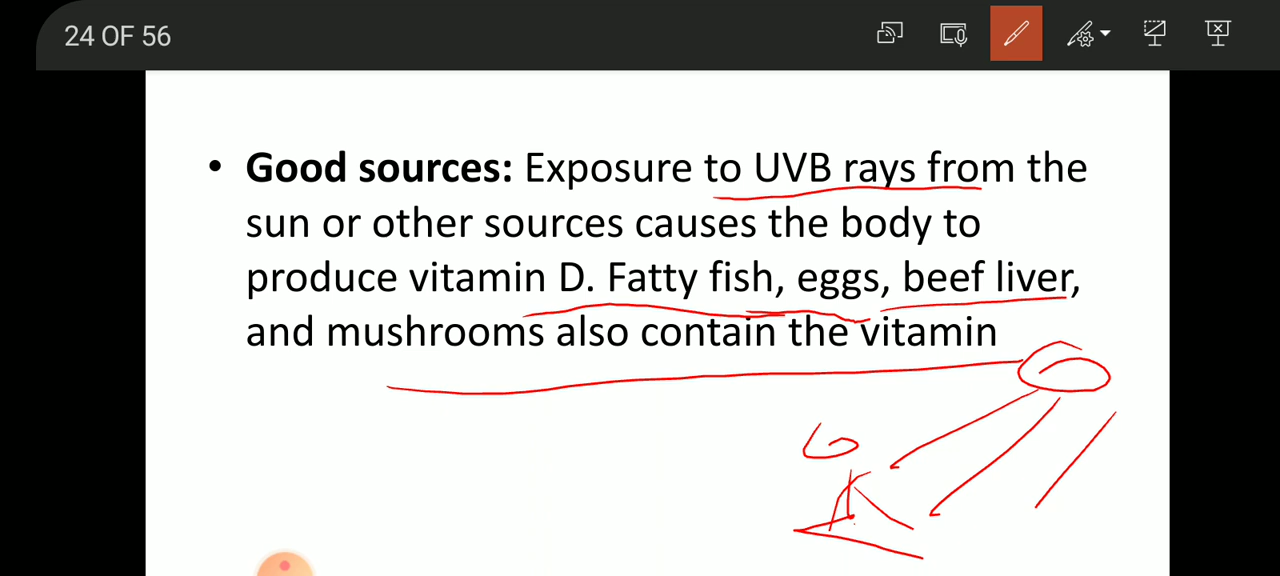 24 OF 56
• Good sources: Exposure to UVB rays from the
sun or other sources causes the body to
produce vitamin D. Fatty fish, eggs, beef liver,
and mushrooms also contain the vitamin